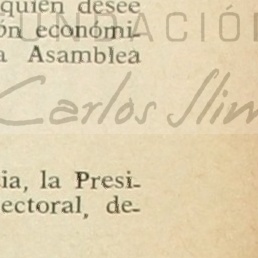 quien desee
ón económi-
a Asamblea
ia, la Presi-
ectoral, de-
FUNDACIÓN
Carlos Slim